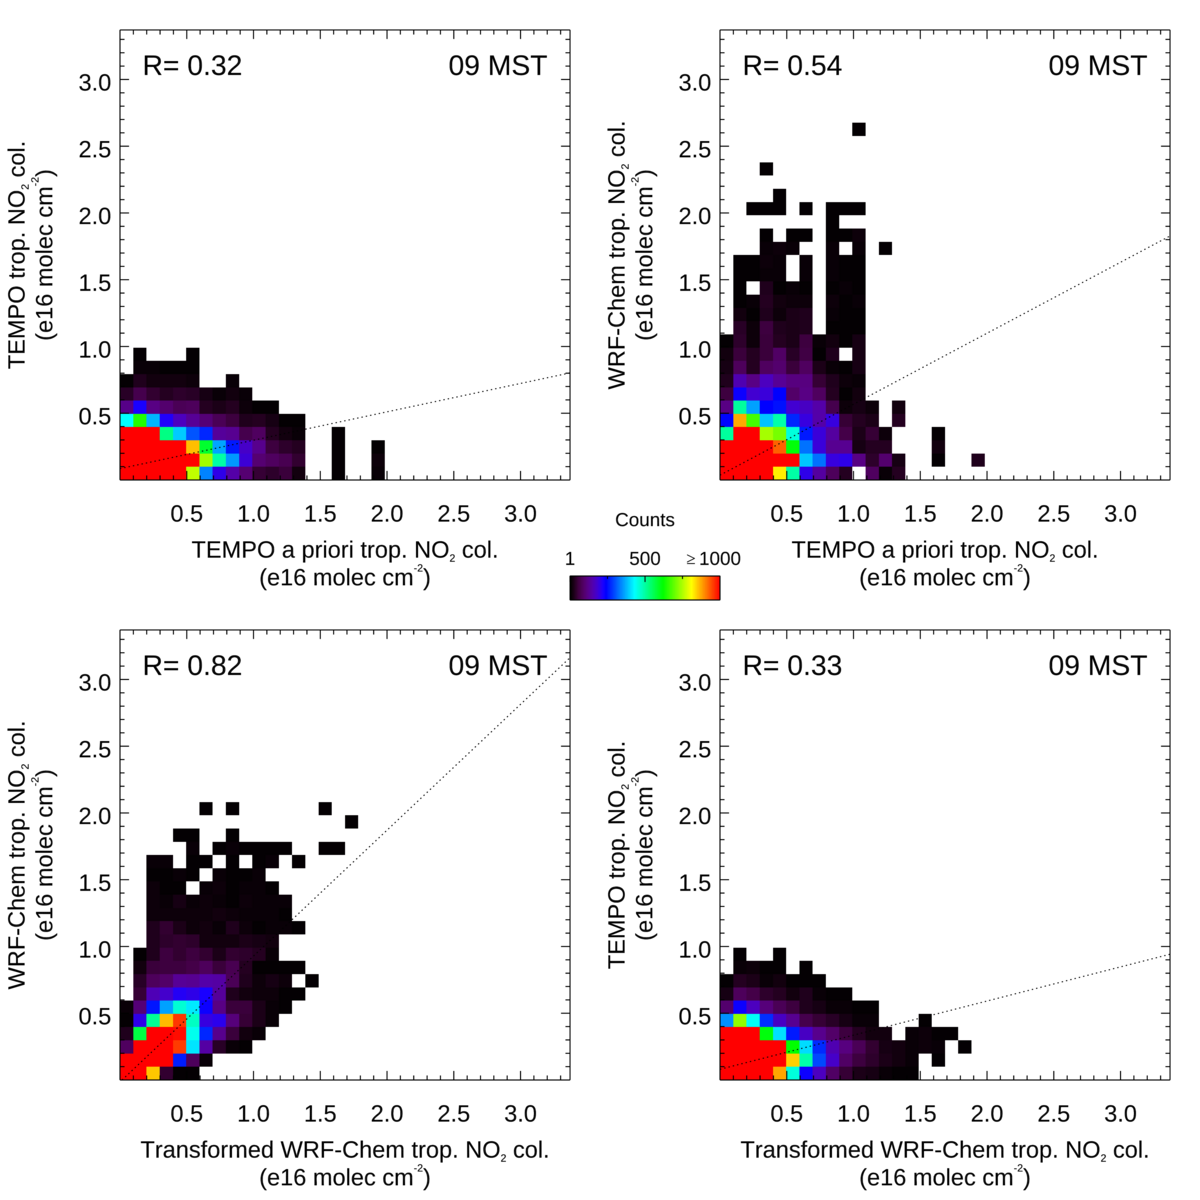 R= 0.32 09 MST
3.0
2.5
2.0
1.5
1.0
0.5
TEMPO trop. NO₂ col.
(e16 molec cm⁻²)
0.5 1.0 1.5 2.0 2.5 3.0
TEMPO a priori trop. NO₂ col.
(e16 molec cm⁻²)
R= 0.54 09 MST
3.0
2.5
2.0
1.5
1.0
0.5
WRF-Chem trop. NO₂ col.
(e16 molec cm⁻²)
0.5 1.0 1.5 2.0 2.5 3.0
TEMPO a priori trop. NO₂ col.
(e16 molec cm⁻²)
Counts
1 500 ≥1000
R= 0.82 09 MST
3.0
2.5
2.0
1.5
1.0
0.5
WRF-Chem trop. NO₂ col.
(e16 molec cm⁻²)
0.5 1.0 1.5 2.0 2.5 3.0
Transformed WRF-Chem trop. NO₂ col.
(e16 molec cm⁻²)
R= 0.33 09 MST
3.0
2.5
2.0
1.5
1.0
0.5
TEMPO trop. NO₂ col.
(e16 molec cm⁻²)
0.5 1.0 1.5 2.0 2.5 3.0
Transformed WRF-Chem trop. NO₂ col.
(e16 molec cm⁻²)